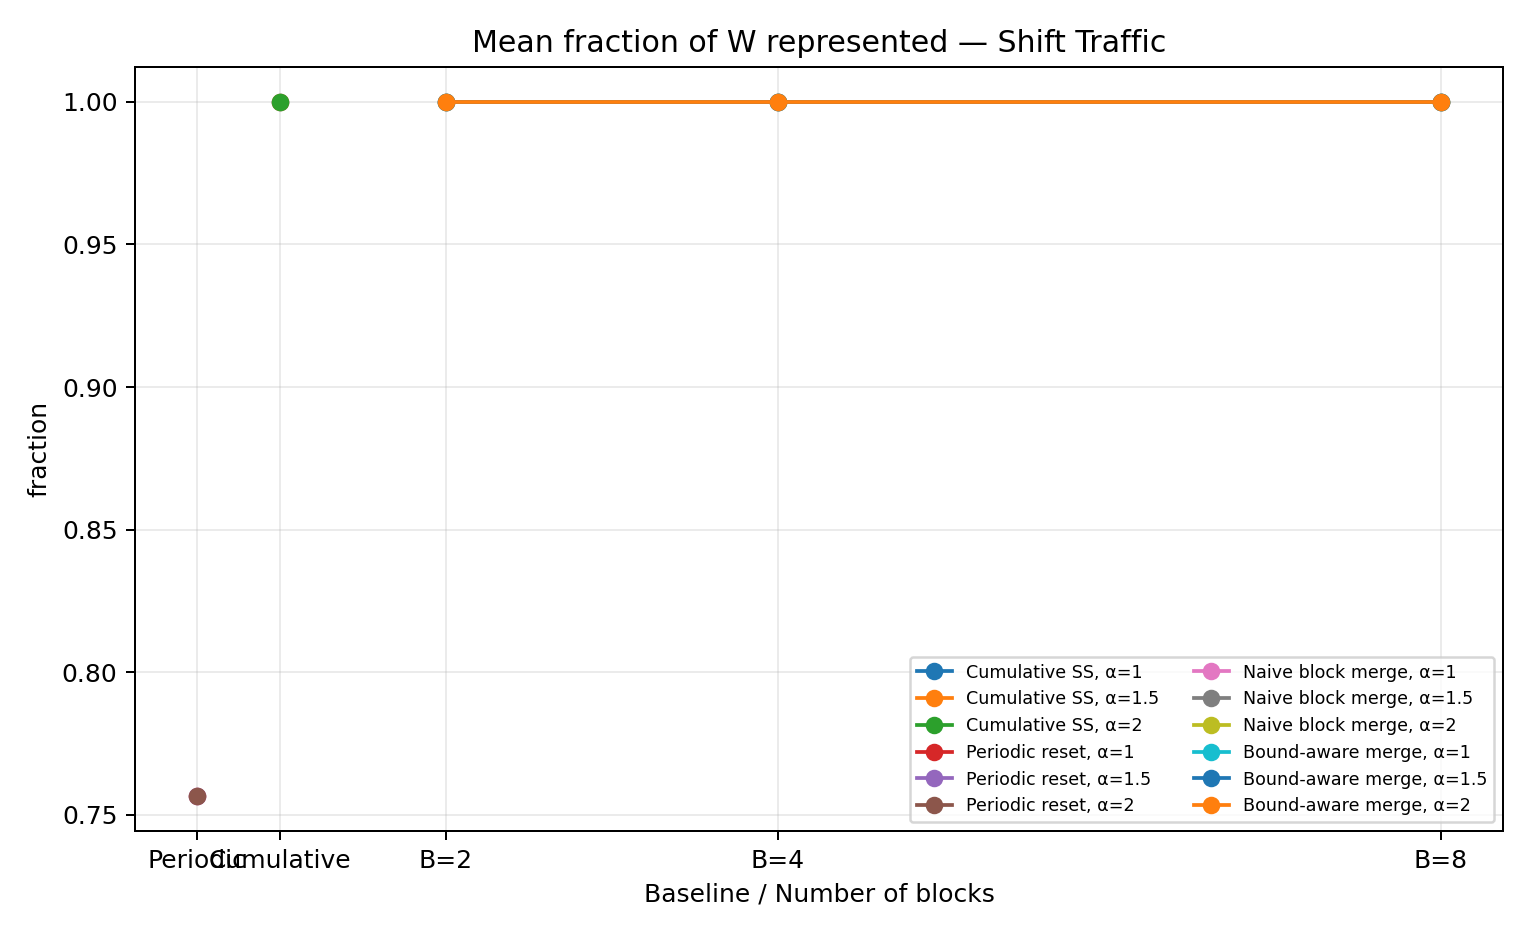 Mean fraction of W represented — Shift Traffic
fraction
1.00
0.95
0.90
0.85
0.80
0.75
Cumulative SS, α=1
Cumulative SS, α=1.5
Cumulative SS, α=2
Periodic reset, α=1
Periodic reset, α=1.5
Periodic reset, α=2
Naive block merge, α=1
Naive block merge, α=1.5
Naive block merge, α=2
Bound-aware merge, α=1
Bound-aware merge, α=1.5
Bound-aware merge, α=2
Periodic
Cumulative
B=2
B=4
B=8
Baseline / Number of blocks